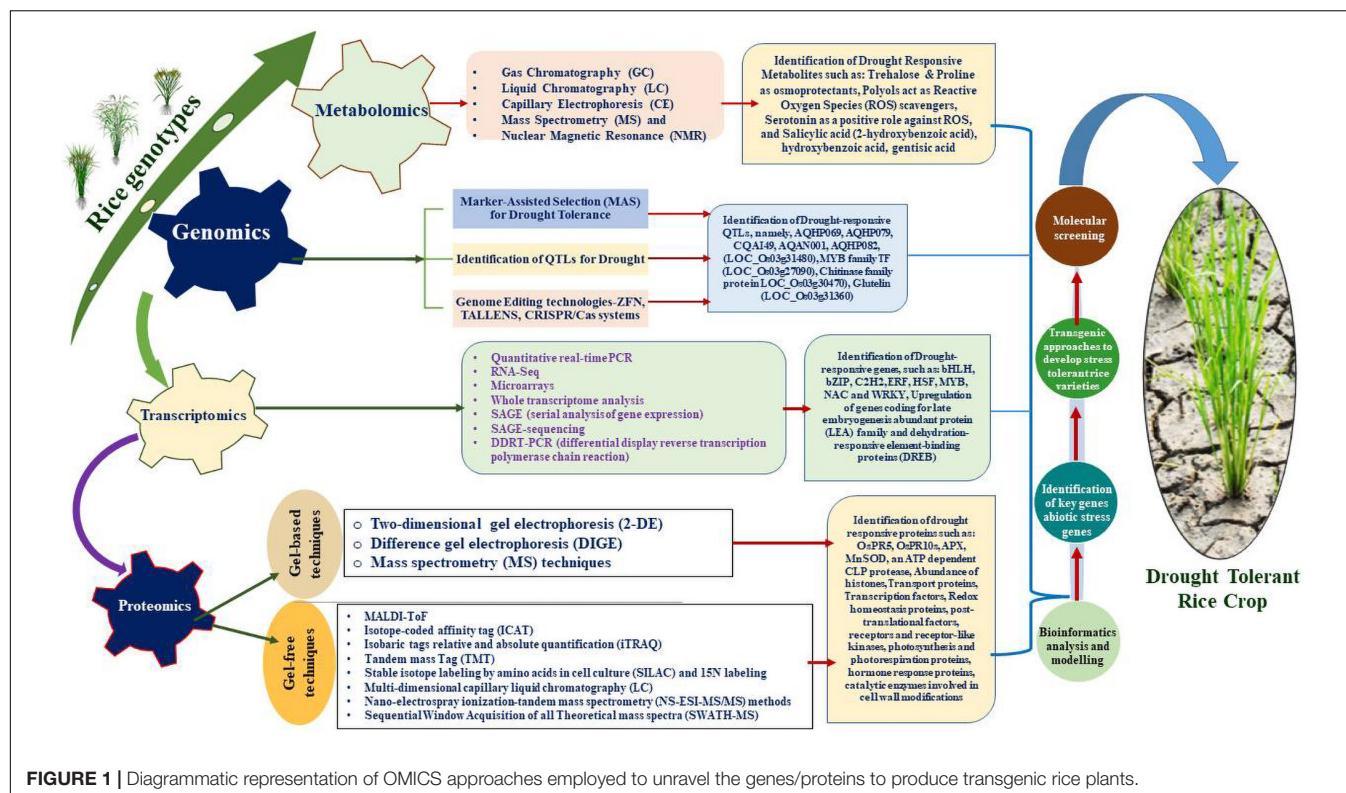 Rice genotypes
Metabolomics
• Gas Chromatography (GC)
• Liquid Chromatography (LC)
• Capillary Electrophoresis (CE)
• Mass Spectrometry (MS) and
• Nuclear Magnetic Resonance (NMR)
Identification of Drought Responsive
Metabolites such as: Trehalose & Proline
as osmoprotectants, Polyols act as Reactive
Oxygen Species (ROS) scavengers,
Serotonin as a positive role against ROS,
and Salicylic acid (2-hydroxybenzoic acid),
hydroxybenzoic acid, gentisic acid
Genomics
Marker-Assisted Selection (MAS)
for Drought Tolerance
Identification of QTLs for Drought
Genome Editing technologies-ZFN,
TALLENS, CRISPR/Cas systems
Identification of Drought-responsive
QTLs, namely, AQHP069, AQHP079,
CQAI49, AQAN001, AQHP082,
(LOC_Os03g31480), MYB family TF
(LOC_Os03g27090), Chitinase family
protein LOC_Os03g30470), Glutelin
(LOC_Os03g31360)
Transcriptomics
• Quantitative real-time PCR
• RNA-Seq
• Microarrays
• Whole transcriptome analysis
• SAGE (serial analysis of gene expression)
• SAGE-sequencing
• DDRT-PCR (differential display reverse transcription
polymerase chain reaction)
Identification of Drought-
responsive genes, such as: bHLH,
bZIP, C2H2, ERF, HSF, MYB,
NAC and WRKY, Upregulation
of genes coding for late
embryogenesis abundant protein
(LEA) family and dehydration-
responsive element-binding
proteins (DREB)
Proteomics
Gel-based
techniques
o Two-dimensional gel electrophoresis (2-DE)
o Difference gel electrophoresis (DIGE)
o Mass spectrometry (MS) techniques
Gel-free
techniques
• MALDI-ToF
• Isotope-coded affinity tag (ICAT)
• Isobaric tags relative and absolute quantification (iTRAQ)
• Tandem mass Tag (TMT)
• Stable isotope labeling by amino acids in cell culture (SILAC) and 15N labeling
• Multi-dimensional capillary liquid chromatography (LC)
• Nano-electrospray ionization-tandem mass spectrometry (NS-ESI-MS/MS) methods
• Sequential Window Acquisition of all Theoretical mass spectra (SWATH-MS)
Identification of drought
responsive proteins such as:
OsPR5, OsPR10s, APX,
MnSOD, an ATP dependent
CLP protease, Abundance of
histones, Transport proteins,
Transcription factors, Redox
homeostasis proteins, post-
translational factors,
receptors and receptor-like
kinases, photosynthesis and
photorespiration proteins,
hormone response proteins,
catalytic enzymes involved in
cell wall modifications
Molecular
screening
Transgenic
approaches to
develop stress
tolerant rice
varieties
Identification
of key genes
abiotic stress
genes
Bioinformatics
analysis and
modelling
Drought Tolerant
Rice Crop
FIGURE 1 | Diagrammatic representation of OMICS approaches employed to unravel the genes/proteins to produce transgenic rice plants.